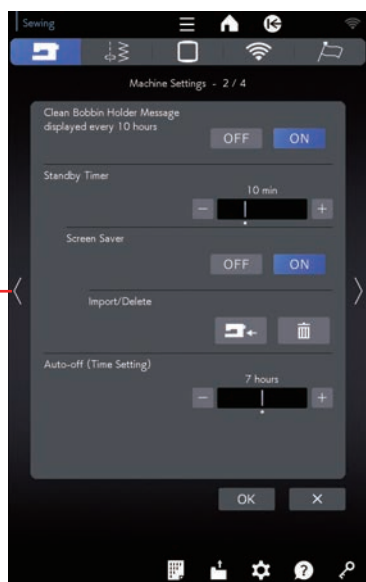 Sewing
Machine Settings - 2 / 4
Clean Bobbin Holder Message
displayed every 10 hours
OFF ON
Standby Timer
10 min
- +
Screen Saver
OFF ON
Import/Delete
Auto-off (Time Setting)
7 hours
- +
OK X
?